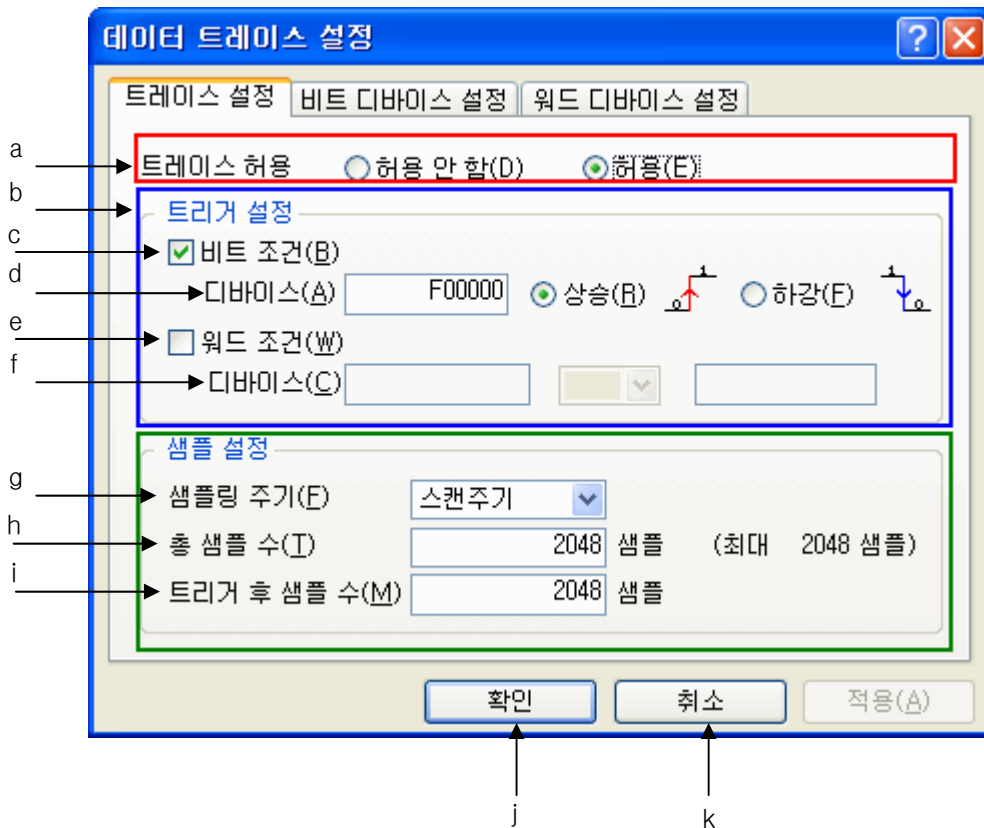 데이터 트레이스 설정
트레이스 설정 비트 디바이스 설정 워드 디바이스 설정
a 트레이스 허용 허용 안 함(D) 허용(E)
b 트리거 설정
c 비트 조건(B)
d 디바이스(A) F00000 상승(R) 0 1 하강(F) 1 0
e 워드 조건(W)
f 디바이스(C)
샘플 설정
g 샘플링 주기(F) 스캔주기
h 총 샘플 수(T) 2048 샘플 (최대 2048 샘플)
i 트리거 후 샘플 수(M) 2048 샘플
확인 취소 적용(A)
j k